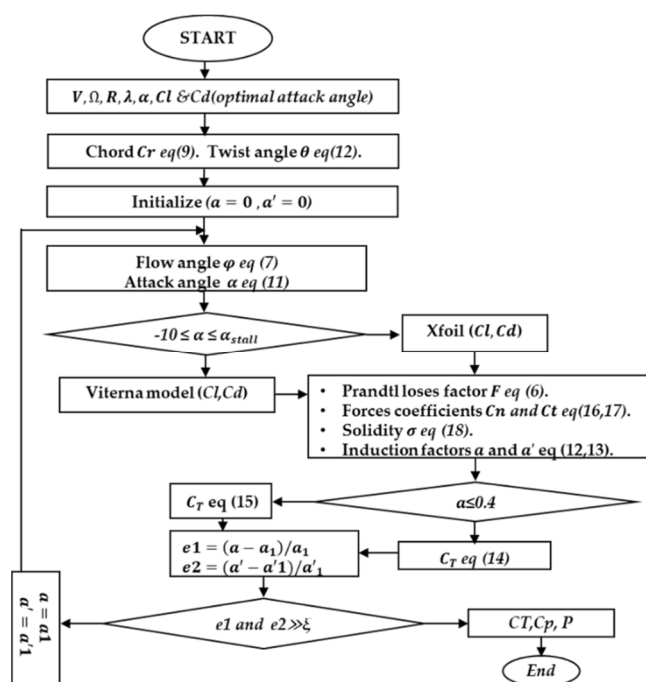 START
V, Ω, R, λ, α, Cl &Cd(optimal attack angle)
Chord Cr eq(9). Twist angle θ eq(12).
Initialize (a = 0 , a′ = 0)
Flow angle φ eq (7)
Attack angle α eq (11)
-10 ≤ α ≤ α_stall
Xfoil (Cl, Cd)
Viterna model (Cl,Cd)
• Prandtl loses factor F eq (6).
• Forces coefficients Cn and Ct eq(16,17).
• Solidity σ eq (18).
• Induction factors a and a′ eq (12,13).
a≤0.4
C_T eq (15)
C_T eq (14)
e1 = (a − a₁)/a₁
e2 = (a′ − a′1)/a′₁
e1 and e2 ≫ξ
a = a1
a′ = a′1
CT,Cp, P
End